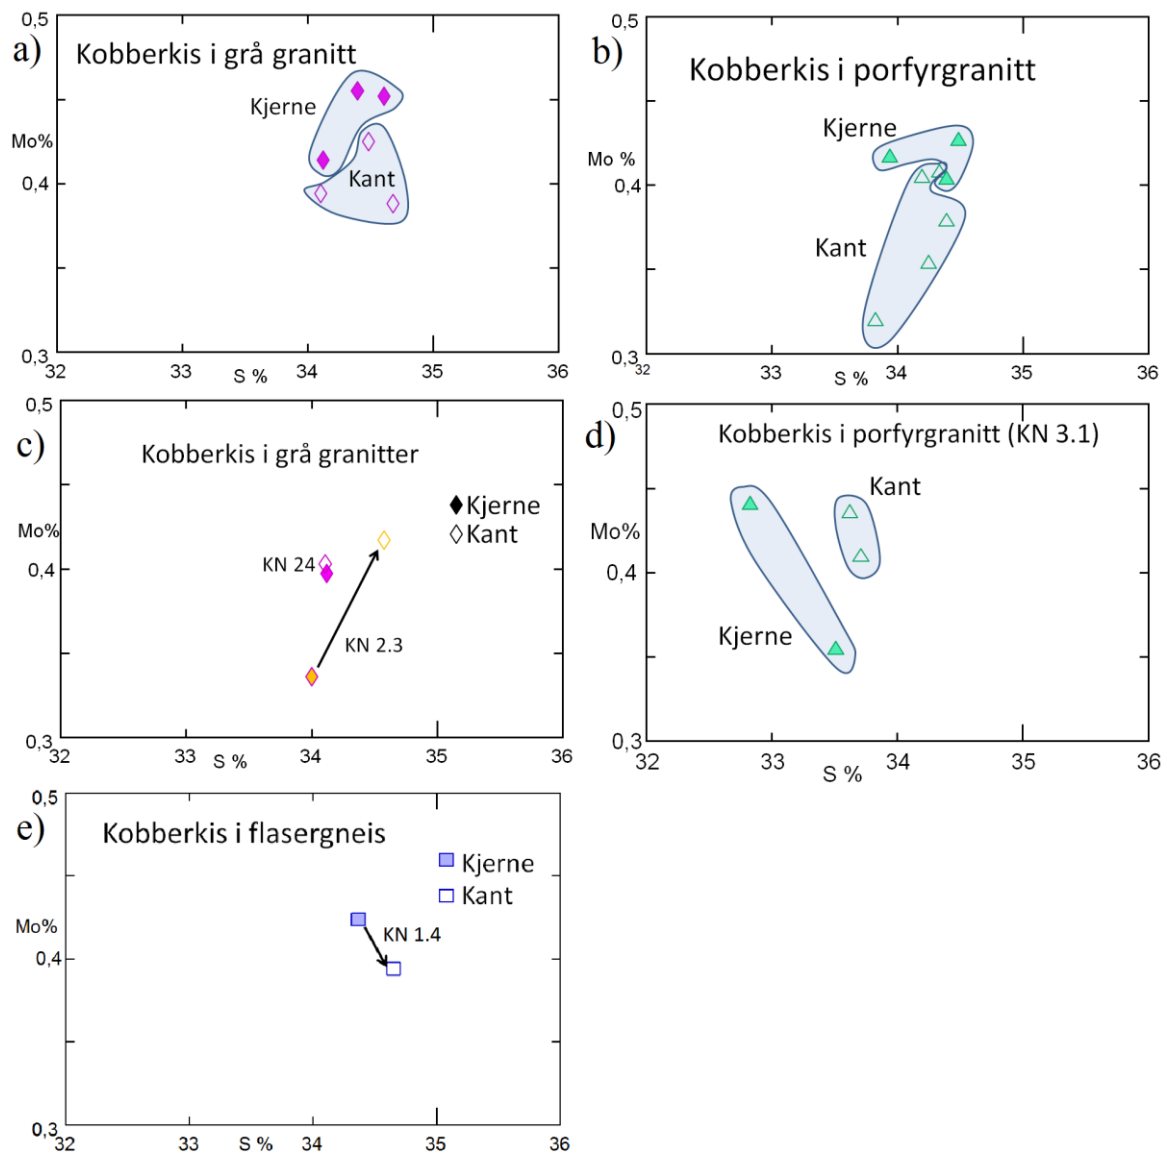 a)
0,5
Kobberkis i grå granitt
Kjerne
Mo%
Kant
0,4
0,3
32
33
S %
34
35
36
b)
0,5
Kobberkis i porfyrgranitt
Kjerne
Mo %
0,4
Kant
0,3
32
33
S %
34
35
36
c)
0,5
Kobberkis i grå granitter
Kjerne
Kant
Mo%
KN 24
0,4
KN 2.3
0,3
32
33
S %
34
35
36
d)
0,5
Kobberkis i porfyrgranitt (KN 3.1)
Kant
Mo%
0,4
Kjerne
0,3
32
33
S %
34
35
36
e)
0,5
Kobberkis i flasergneis
Kjerne
Kant
Mo%
KN 1.4
0,4
0,3
32
33
S %
34
35
36